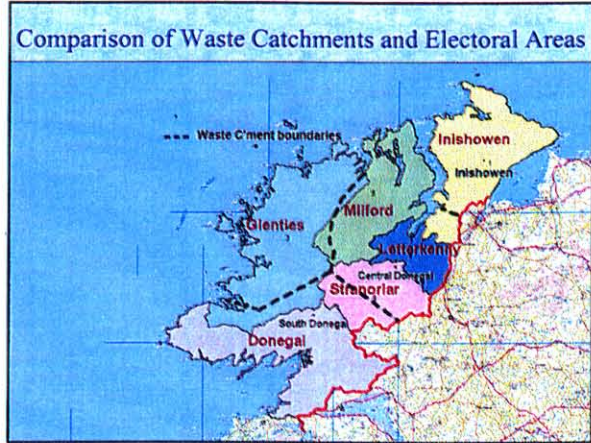 Comparison of Waste Catchments and Electoral Areas
Waste C'ment boundaries
Inishowen
Inishowen
Milford
Glenties
Letterkenny
Central Donegal
Stranorlar
South Donegal
Donegal